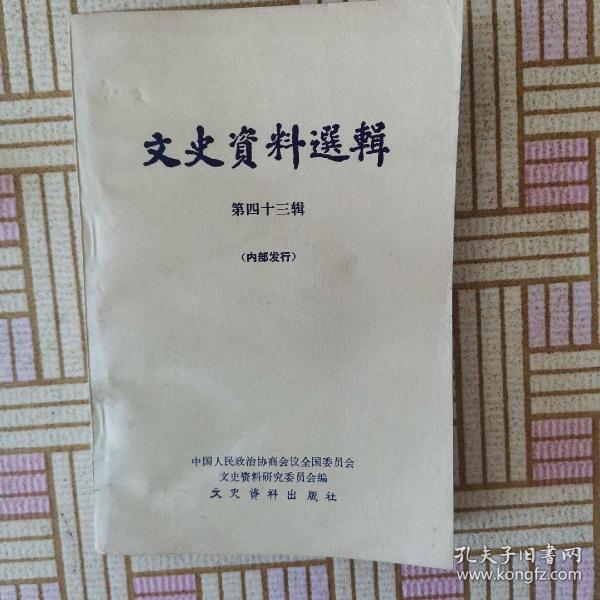 文史資料選輯
第四十三辑
（内部发行）
中国人民政治协商会议全国委员会
文史资料研究委员会编
文史资料出版社
孔夫子旧书网
www.kongfz.com